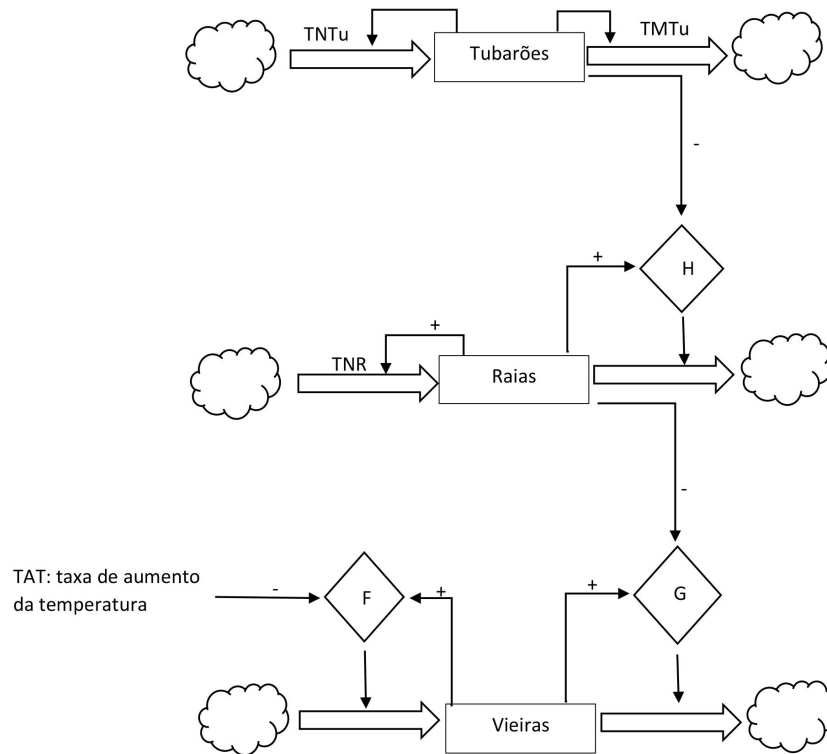 TNTu
Tubarões
TMTu
-
+
H
+
TNR
Raias
-
TAT: taxa de aumento
da temperatura
-
F
+
+
G
Vieiras